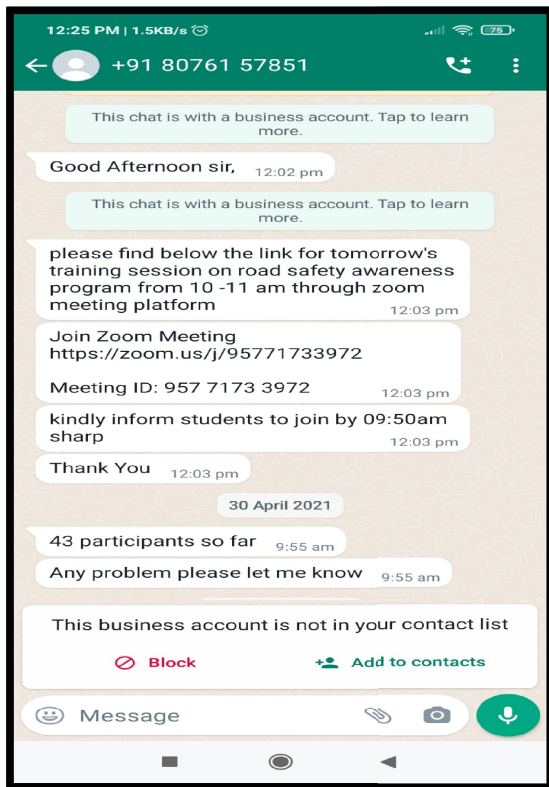 12:25 PM | 1.5KB/s
75
+91 80761 57851
This chat is with a business account. Tap to learn
more.
Good Afternoon sir, 12:02 pm
This chat is with a business account. Tap to learn
more.
please find below the link for tomorrow's
training session on road safety awareness
program from 10 -11 am through zoom
meeting platform 12:03 pm
Join Zoom Meeting
https://zoom.us/j/95771733972
Meeting ID: 957 7173 3972 12:03 pm
kindly inform students to join by 09:50am
sharp 12:03 pm
Thank You 12:03 pm
30 April 2021
43 participants so far 9:55 am
Any problem please let me know 9:55 am
This business account is not in your contact list
Block Add to contacts
Message